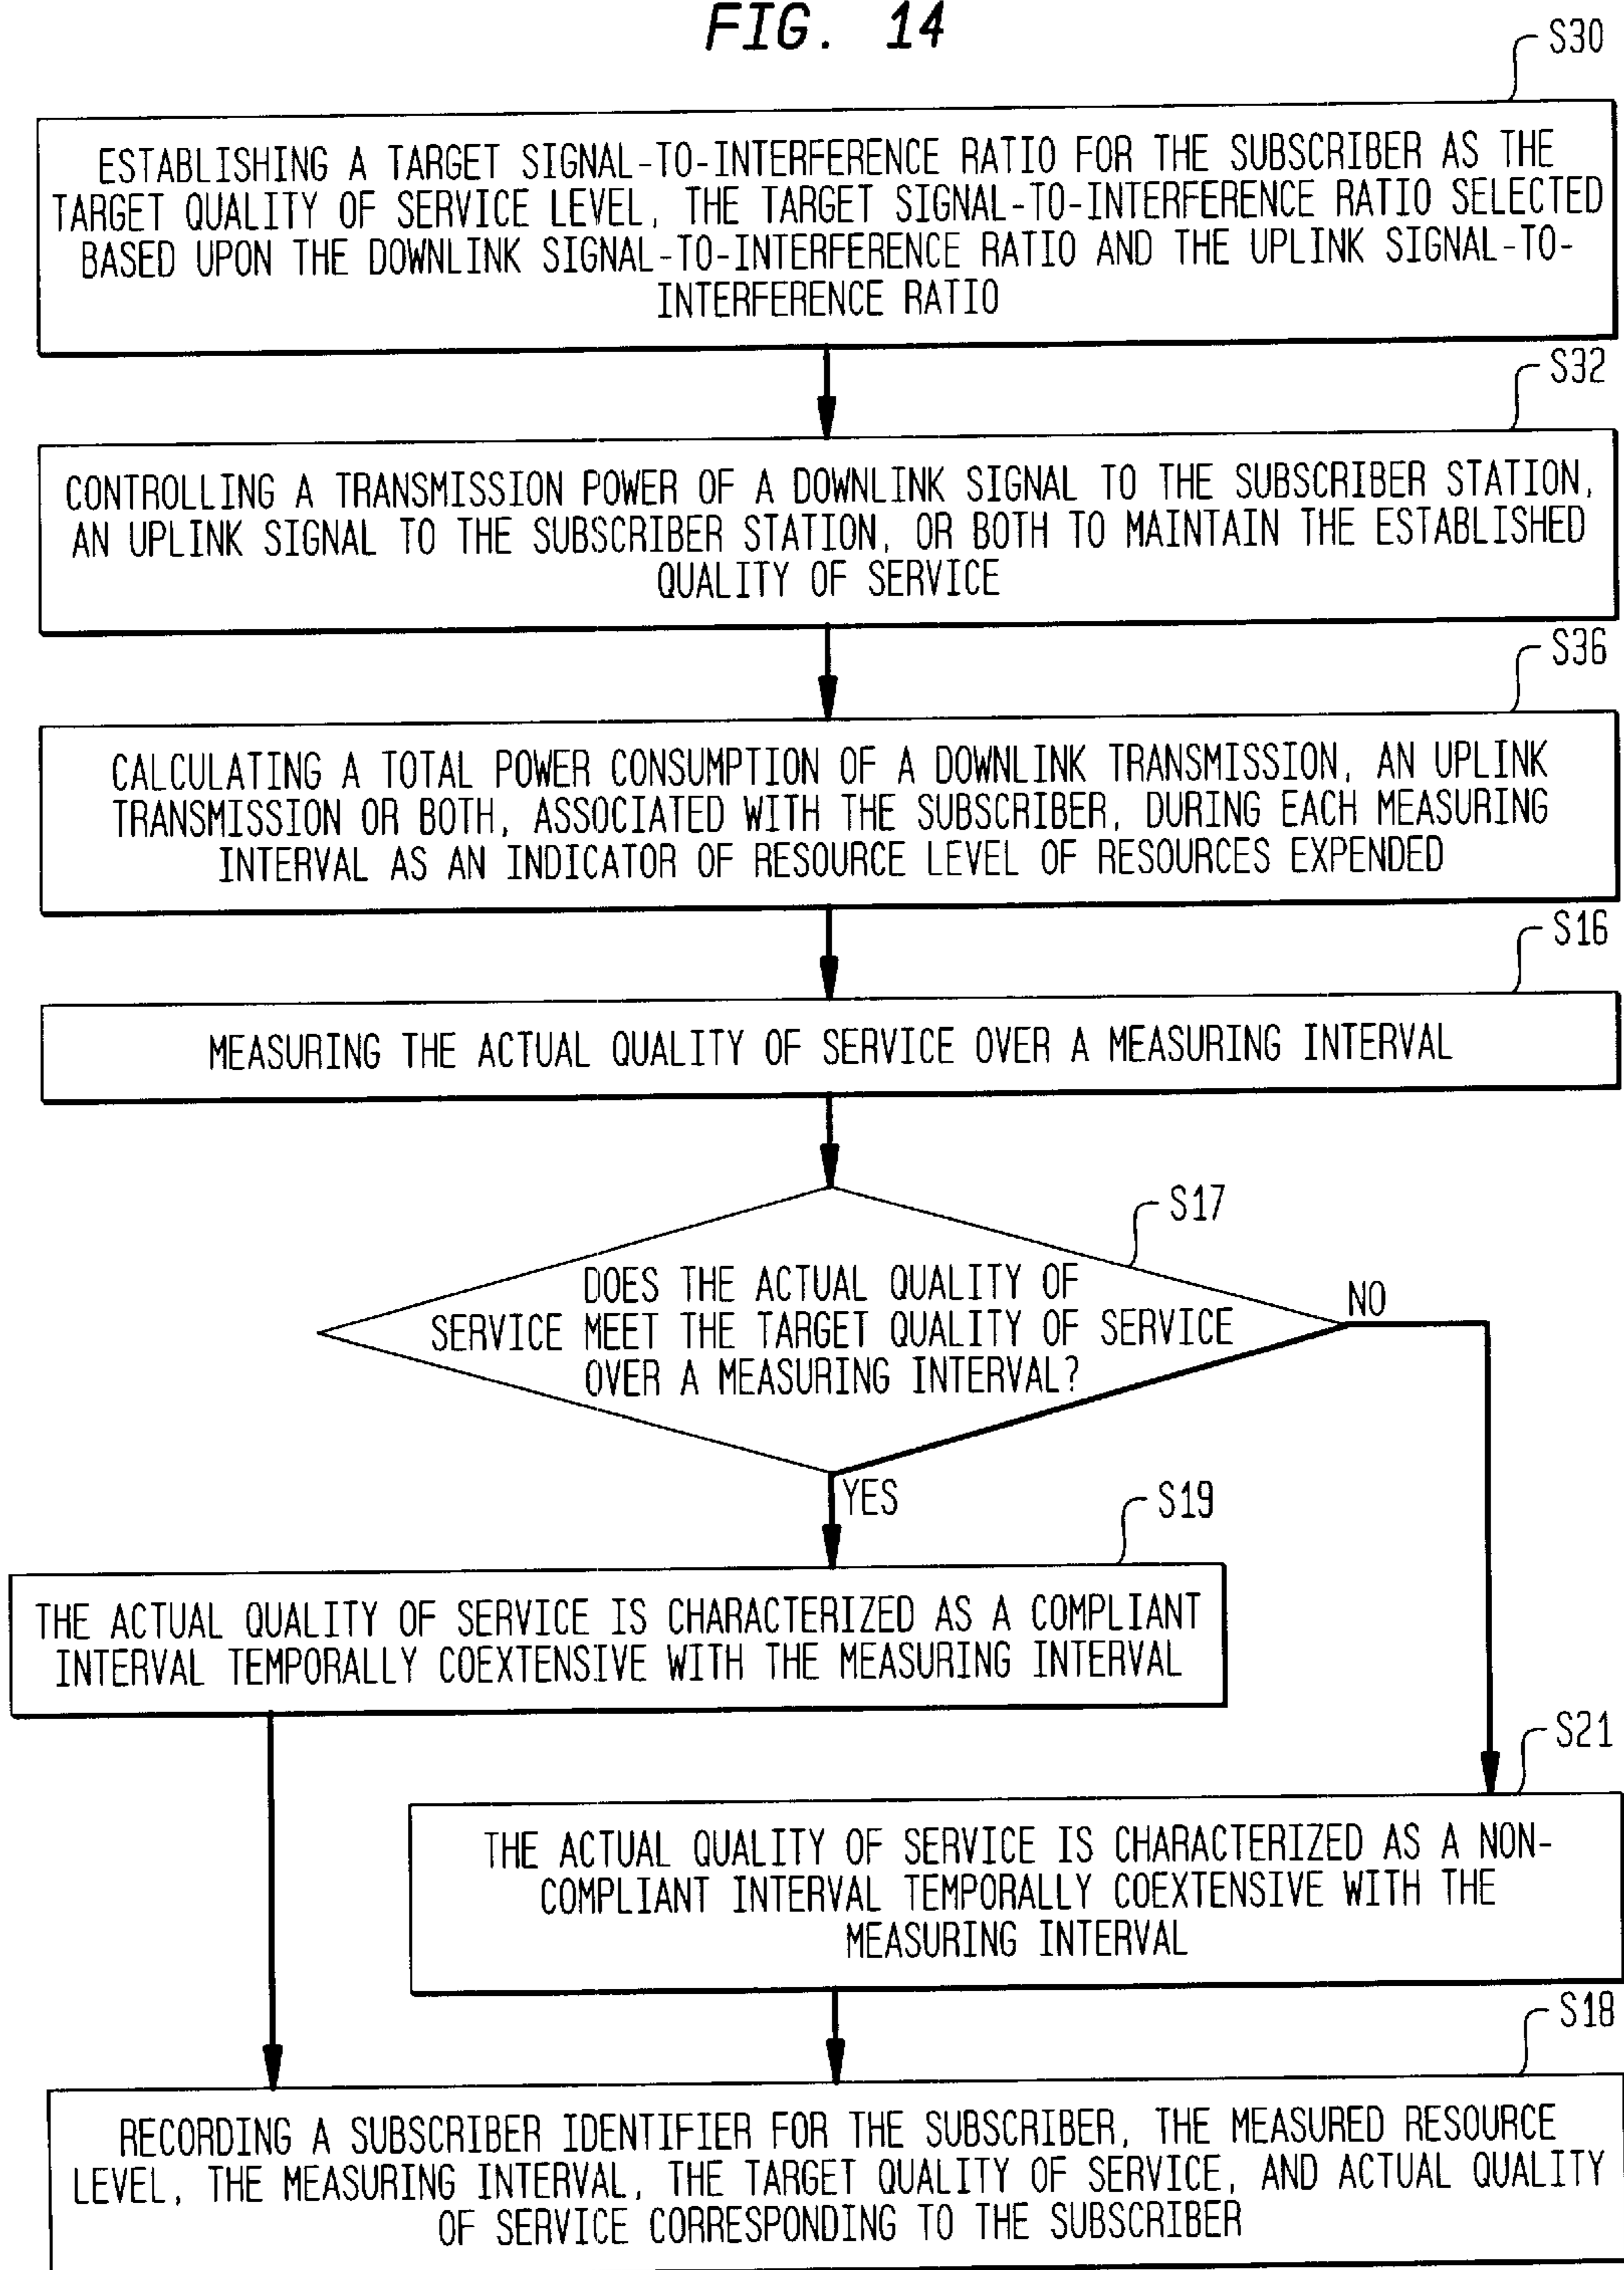 FIG. 14
S30
ESTABLISHING A TARGET SIGNAL-TO-INTERFERENCE RATIO FOR THE SUBSCRIBER AS THE
TARGET QUALITY OF SERVICE LEVEL, THE TARGET SIGNAL-TO-INTERFERENCE RATIO SELECTED
BASED UPON THE DOWNLINK SIGNAL-TO-INTERFERENCE RATIO AND THE UPLINK SIGNAL-TO-
INTERFERENCE RATIO
S32
CONTROLLING A TRANSMISSION POWER OF A DOWNLINK SIGNAL TO THE SUBSCRIBER STATION,
AN UPLINK SIGNAL TO THE SUBSCRIBER STATION, OR BOTH TO MAINTAIN THE ESTABLISHED
QUALITY OF SERVICE
S36
CALCULATING A TOTAL POWER CONSUMPTION OF A DOWNLINK TRANSMISSION, AN UPLINK
TRANSMISSION OR BOTH, ASSOCIATED WITH THE SUBSCRIBER, DURING EACH MEASURING
INTERVAL AS AN INDICATOR OF RESOURCE LEVEL OF RESOURCES EXPENDED
S16
MEASURING THE ACTUAL QUALITY OF SERVICE OVER A MEASURING INTERVAL
S17
DOES THE ACTUAL QUALITY OF
SERVICE MEET THE TARGET QUALITY OF SERVICE
OVER A MEASURING INTERVAL?
NO
YES
S19
THE ACTUAL QUALITY OF SERVICE IS CHARACTERIZED AS A COMPLIANT
INTERVAL TEMPORALLY COEXTENSIVE WITH THE MEASURING INTERVAL
S21
THE ACTUAL QUALITY OF SERVICE IS CHARACTERIZED AS A NON-
COMPLIANT INTERVAL TEMPORALLY COEXTENSIVE WITH THE
MEASURING INTERVAL
S18
RECORDING A SUBSCRIBER IDENTIFIER FOR THE SUBSCRIBER, THE MEASURED RESOURCE
LEVEL, THE MEASURING INTERVAL, THE TARGET QUALITY OF SERVICE, AND ACTUAL QUALITY
OF SERVICE CORRESPONDING TO THE SUBSCRIBER